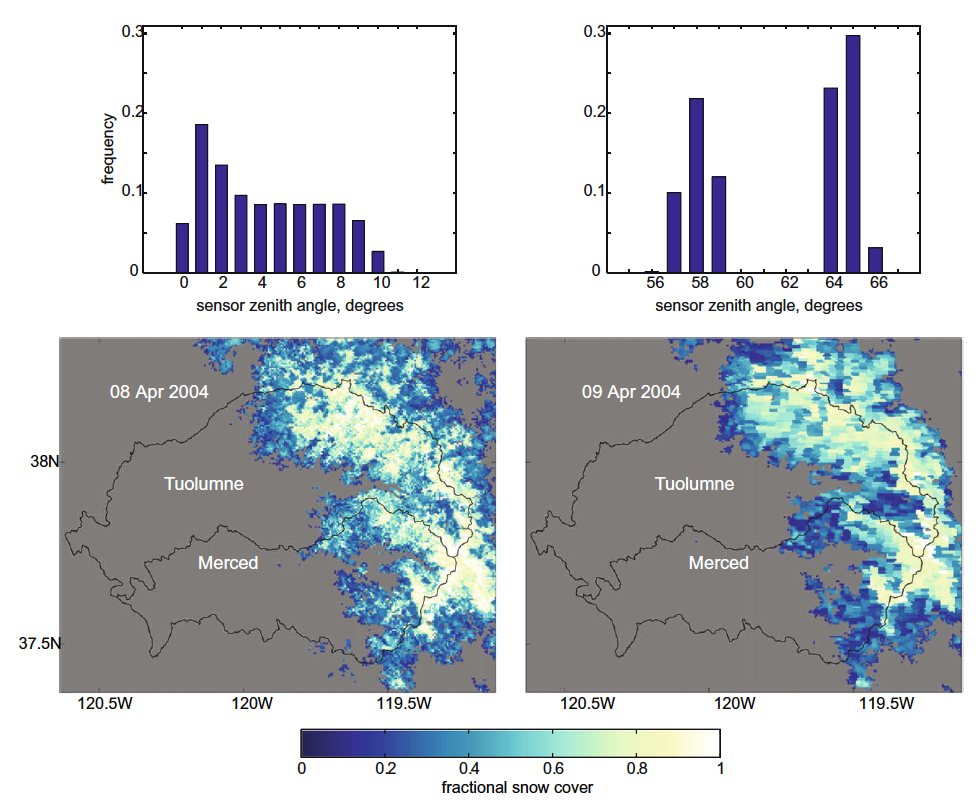 0.3
0.2
0.1
0
frequency
0 2 4 6 8 10 12
sensor zenith angle, degrees
0.3
0.2
0.1
0
56 58 60 62 64 66
sensor zenith angle, degrees
08 Apr 2004
38N
Tuolumne
Merced
37.5N
120.5W 120W 119.5W
09 Apr 2004
Tuolumne
Merced
120.5W 120W 119.5W
0 0.2 0.4 0.6 0.8 1
fractional snow cover